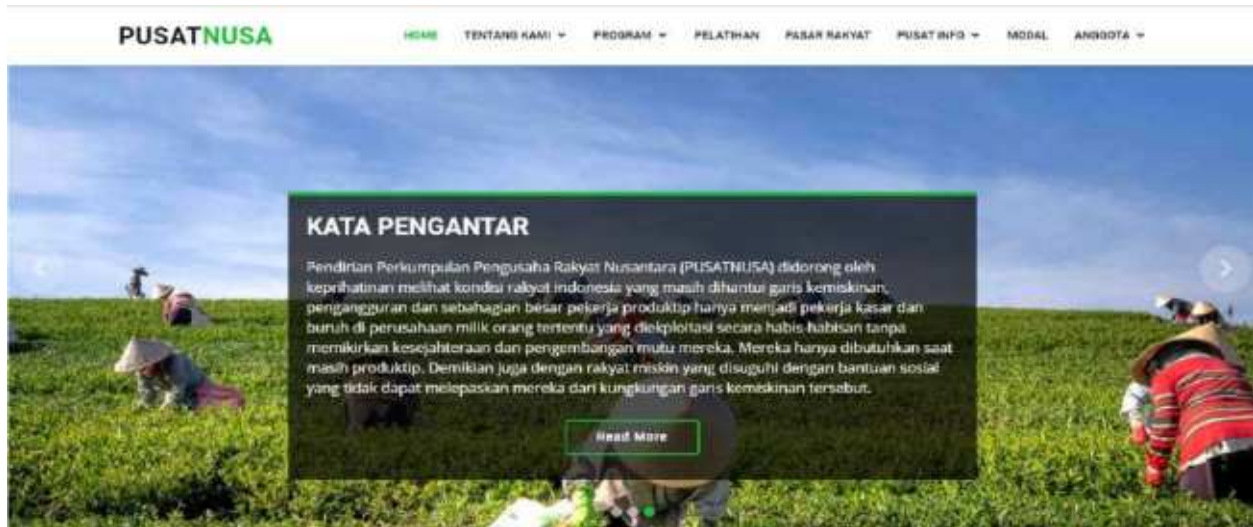 PUSATNUSA
HOME TENTANG KAMI PROGRAM PELATIHAN PASAR RAKYAT PUSAT INFO MODAL ANGGOTA
KATA PENGANTAR
Pendirian Perkumpulan Pengusaha Rakyat Nusantara (PUSATNUSA) didorong oleh
keprihatinan melihat kondisi rakyat indonesia yang masih dihantui garis kemiskinan,
pengangguran dan sebahagian besar pekerja produktip hanya menjadi pekerja kasar dan
buruh di perusahaan milik orang tertentu yang diekploitasi secara habis habisan tanpa
memikirkan kesejahteraan dan pengembangan mutu mereka. Mereka hanya dibutuhkan saat
masih produktip. Demikian juga dengan rakyat miskin yang disuguhi dengan bantuan sosial
yang tidak dapat melepaskan mereka dari kungkungan garis kemiskinan tersebut.
Read More